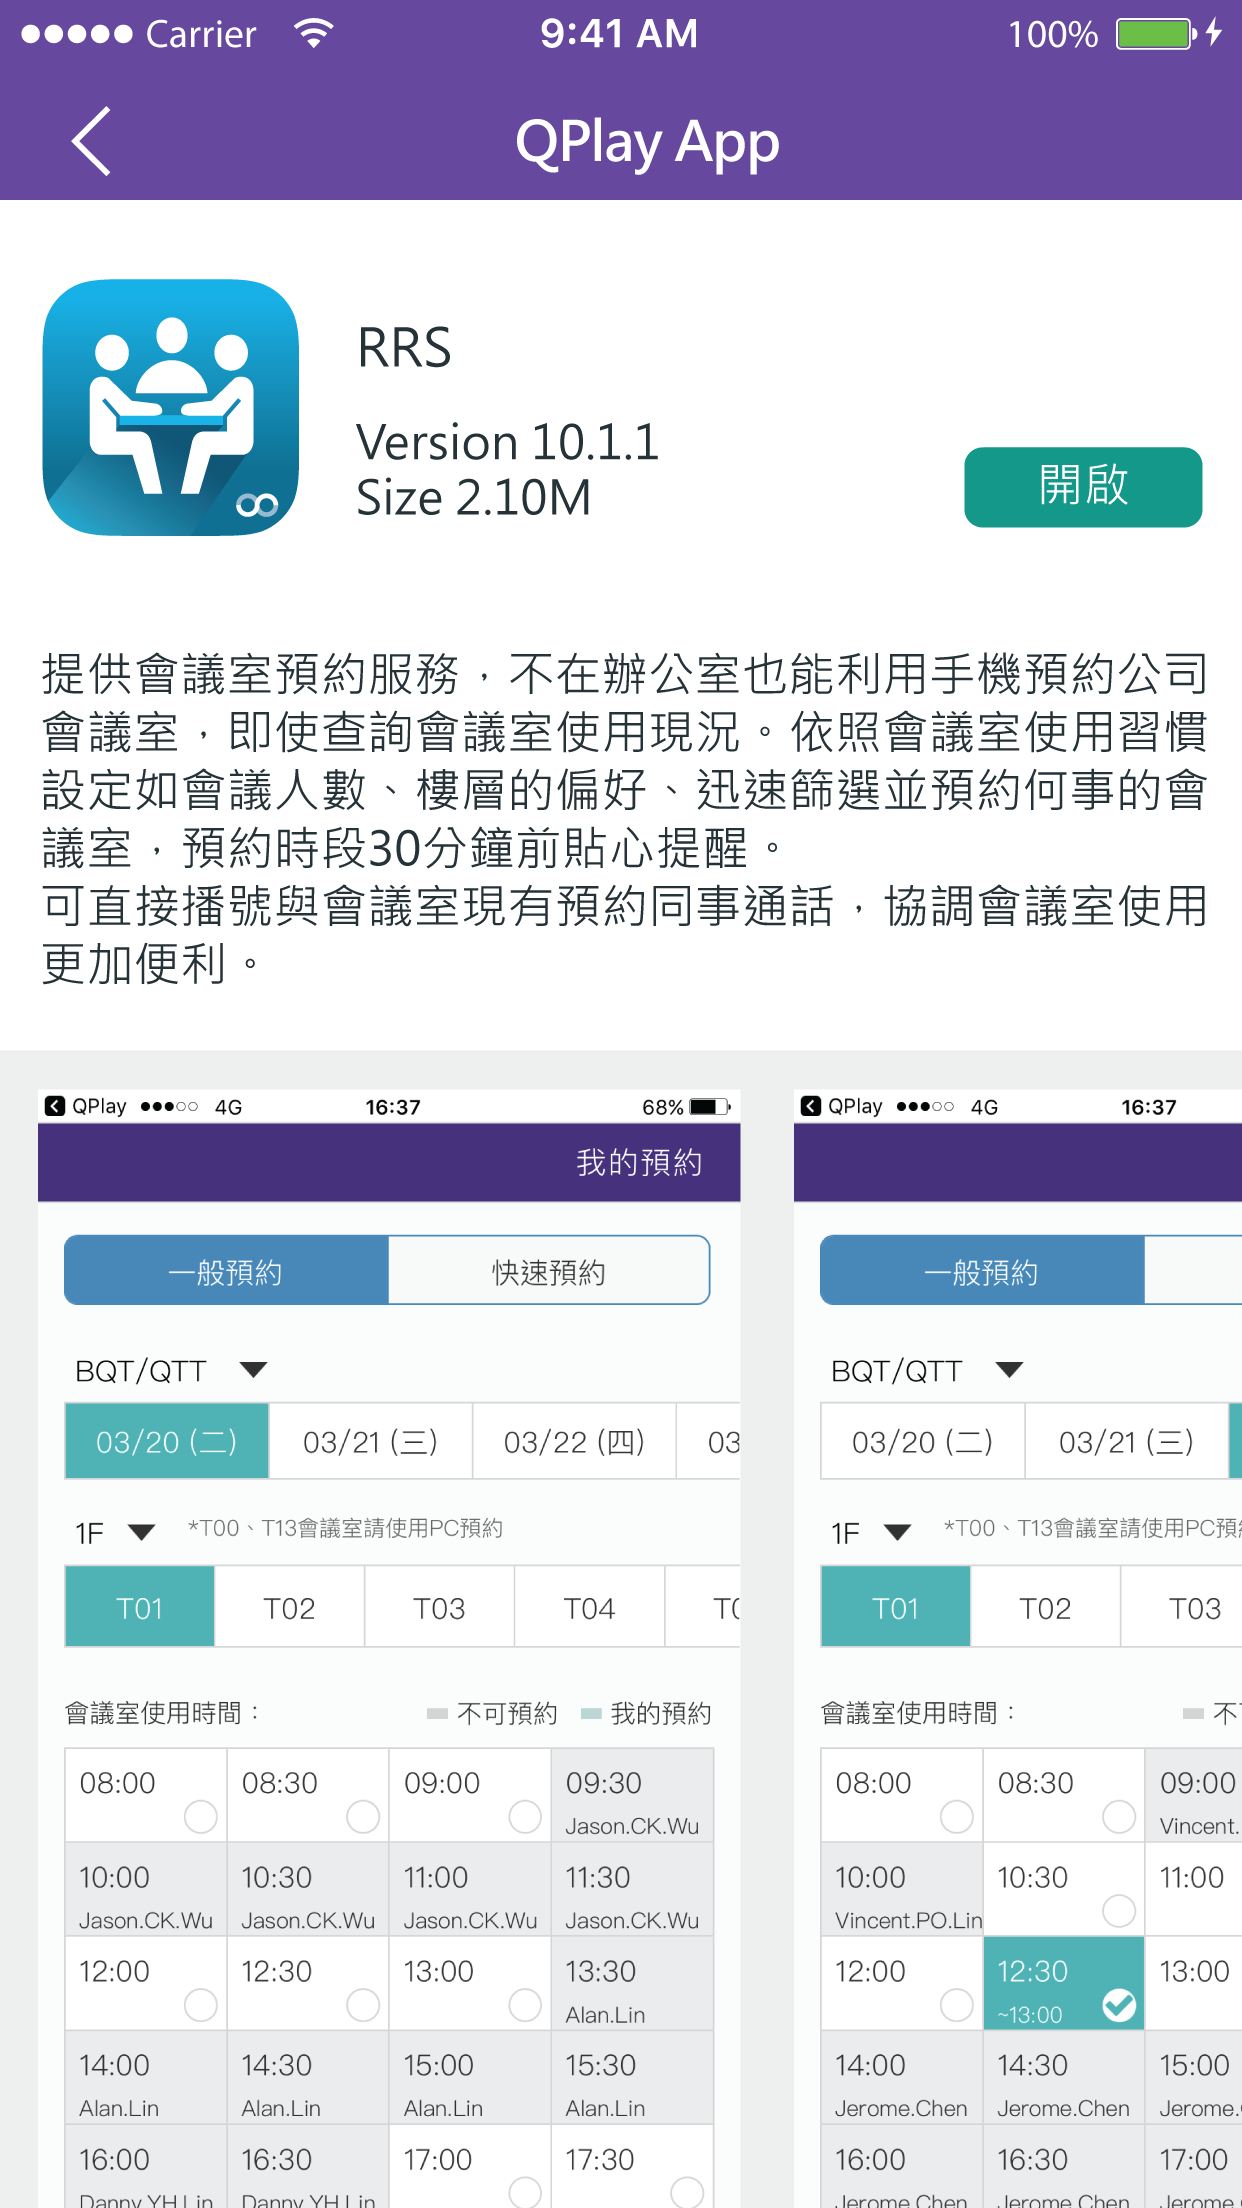 Carrier 9:41 AM 100%
QPlay App
RRS
Version 10.1.1
Size 2.10M
開啟
提供會議室預約服務，不在辦公室也能利用手機預約公司
會議室，即使查詢會議室使用現況。依照會議室使用習慣
設定如會議人數、樓層的偏好、迅速篩選並預約何事的會
議室，預約時段30分鐘前貼心提醒。
可直接播號與會議室現有預約同事通話，協調會議室使用
更加便利。
QPlay 4G 16:37 68%
我的預約
一般預約 快速預約
BQT/QTT
03/20 (二) 03/21 (三) 03/22 (四) 03
1F *T00、T13會議室請使用PC預約
T01 T02 T03 T04
會議室使用時間： 不可預約 我的預約
08:00 08:30 09:00 09:30
Jason.CK.Wu
10:00 10:30 11:00 11:30
Jason.CK.Wu Jason.CK.Wu Jason.CK.Wu Jason.CK.Wu
12:00 12:30 13:00 13:30
Alan.Lin
14:00 14:30 15:00 15:30
Alan.Lin Alan.Lin Alan.Lin Alan.Lin
16:00 16:30 17:00 17:30
Danny.YH.Lin Danny.YH.Lin
QPlay 4G 16:37
一般預約
BQT/QTT
03/20 (二) 03/21 (三)
1F *T00、T13會議室請使用PC預
T01 T02 T03
會議室使用時間： 不
08:00 08:30 09:00
Vincent.
10:00 10:30 11:00
Vincent.PO.Lin
12:00 12:30 13:00
~13:00
14:00 14:30 15:00
Jerome.Chen Jerome.Chen Jerome.
16:00 16:30 17:00
Jerome.Chen Jerome.Chen Jerome.